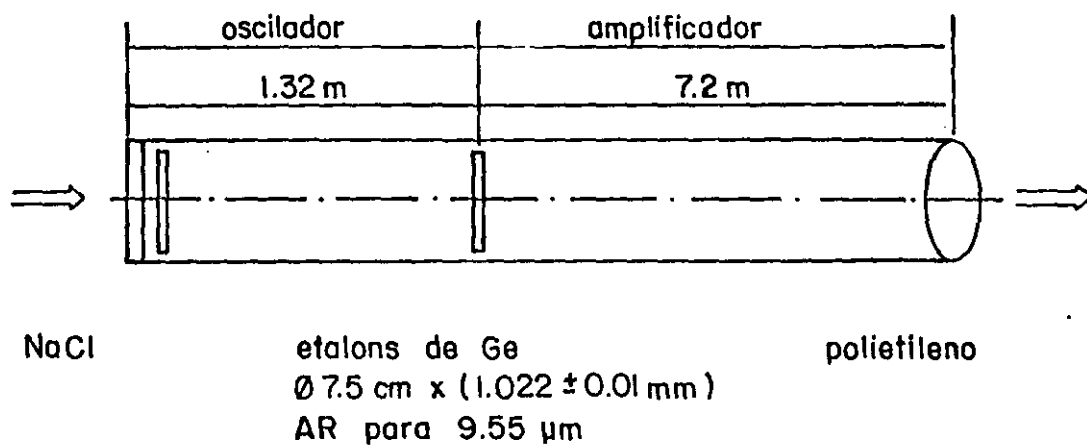 oscilador amplificador
1.32 m 7.2 m
NaCl etalons de Ge polietileno
Ø 7.5 cm x (1.022 ± 0.01 mm)
AR para 9.55 µm